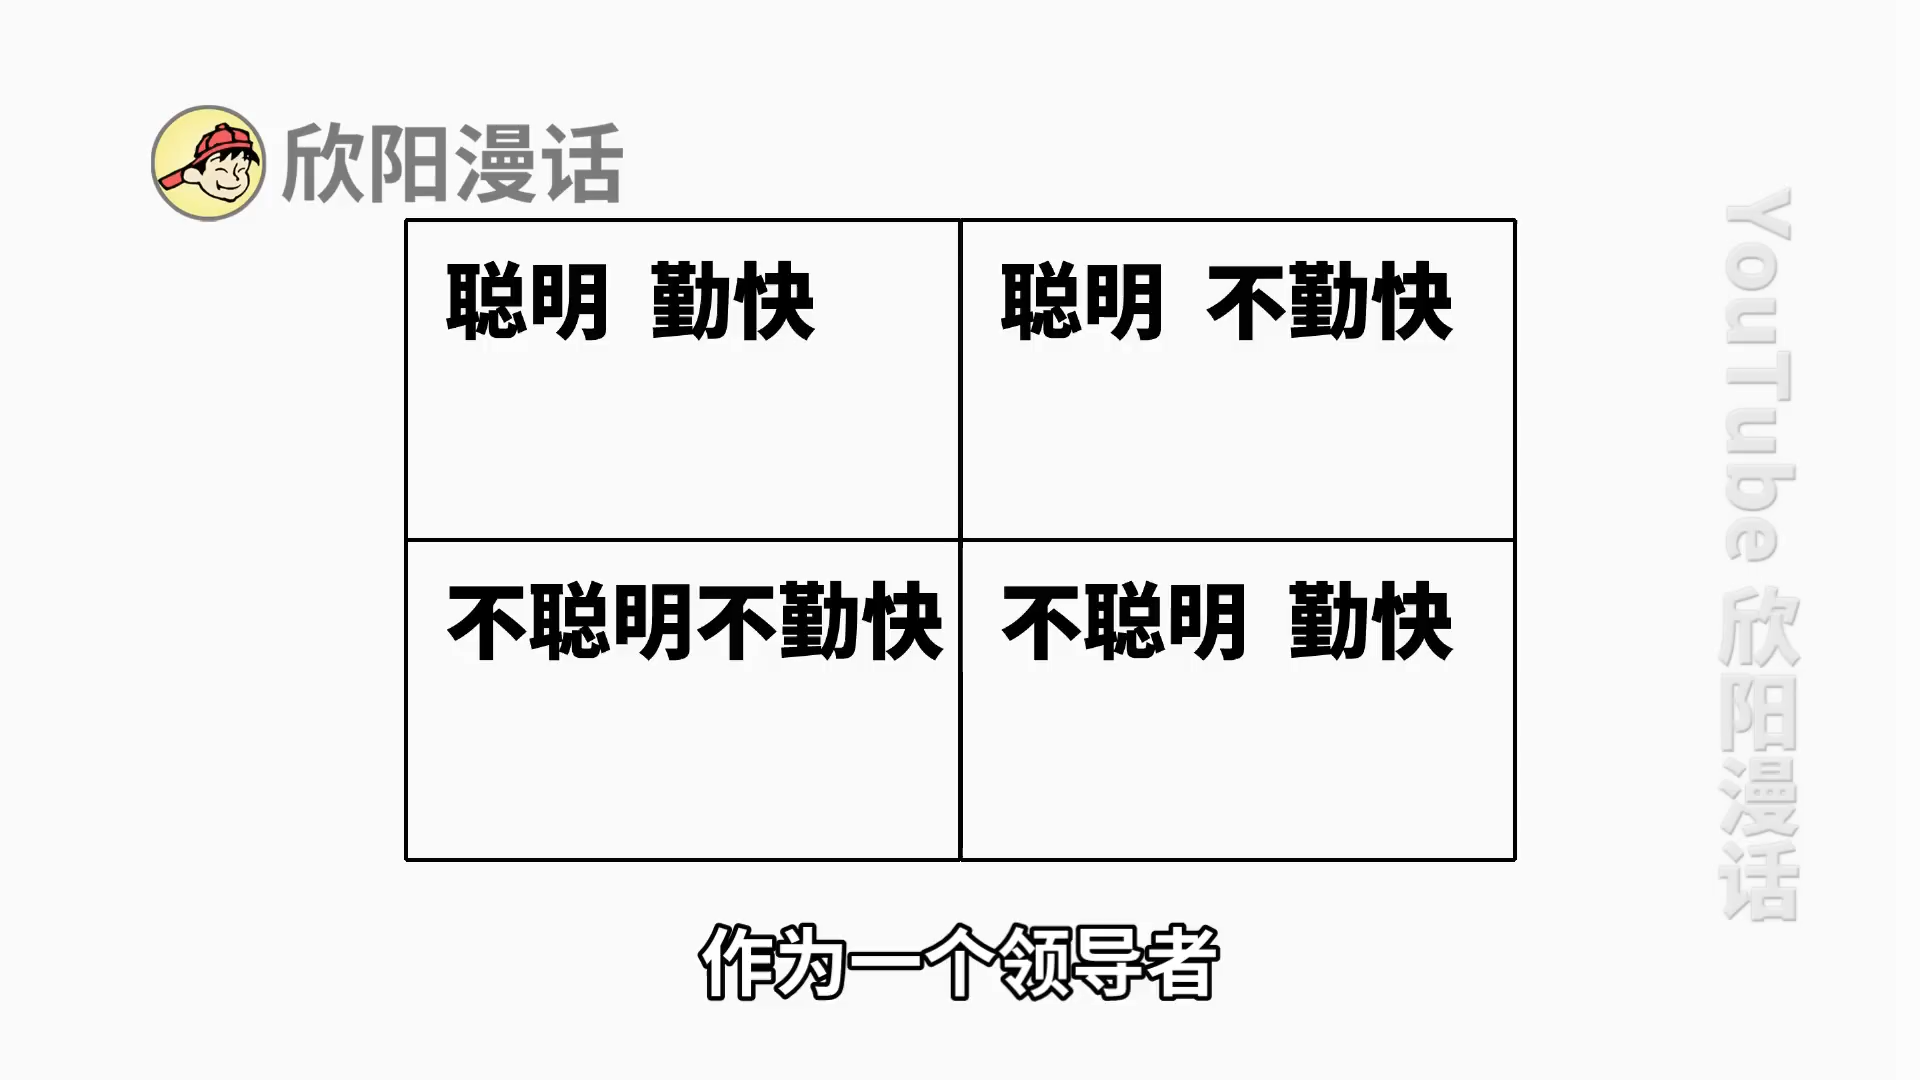 欣阳漫话
聪明 勤快
聪明 不勤快
不聪明不勤快
不聪明 勤快
作为一个领导者
YouTube 欣阳漫话